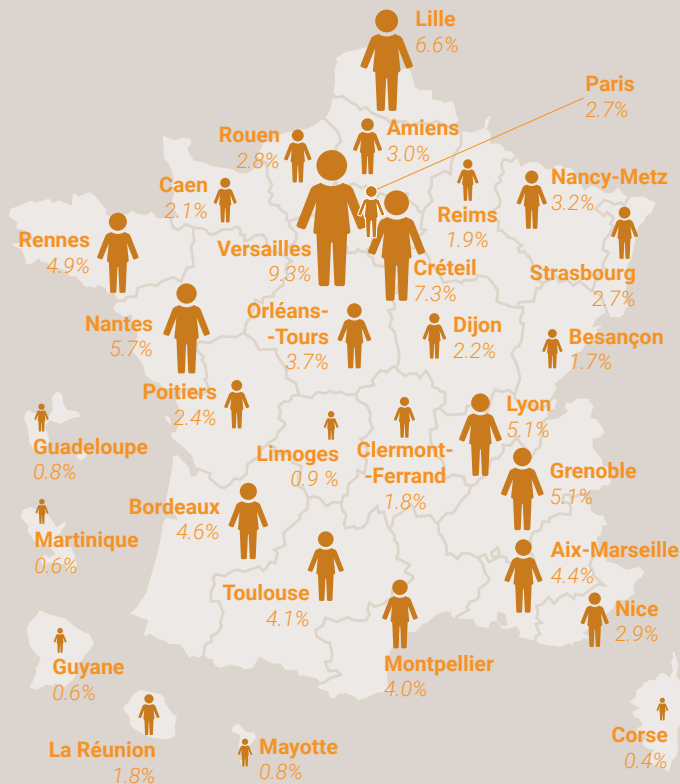 Lille
6.6%
Paris
2.7%
Rouen
2.8%
Amiens
3.0%
Caen
2.1%
Reims
1.9%
Nancy-Metz
3.2%
Rennes
4.9%
Versailles
9.3%
Créteil
7.3%
Strasbourg
2.7%
Nantes
5.7%
Orléans-
-Tours
3.7%
Dijon
2.2%
Besançon
1.7%
Poitiers
2.4%
Lyon
5.1%
Guadeloupe
0.8%
Limoges
0.9 %
Clermont-
-Ferrand
1.8%
Grenoble
5.1%
Bordeaux
4.6%
Martinique
0.6%
Aix-Marseille
4.4%
Toulouse
4.1%
Nice
2.9%
Montpellier
4.0%
Guyane
0.6%
La Réunion
1.8%
Mayotte
0.8%
Corse
0.4%